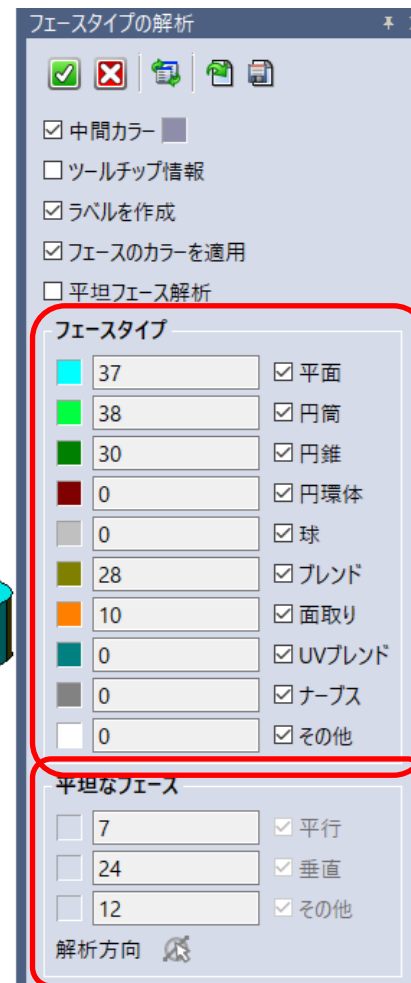 フェースタイプの解析
中間カラー
ツールチップ情報
ラベルを作成
フェースのカラーを適用
平坦フェース解析
フェースタイプ
37 平面
38 円筒
30 円錐
0 円環体
0 球
28 ブレンド
10 面取り
0 UVブレンド
0 ナーブス
0 その他
平坦なフェース
7 平行
24 垂直
12 その他
解析方向